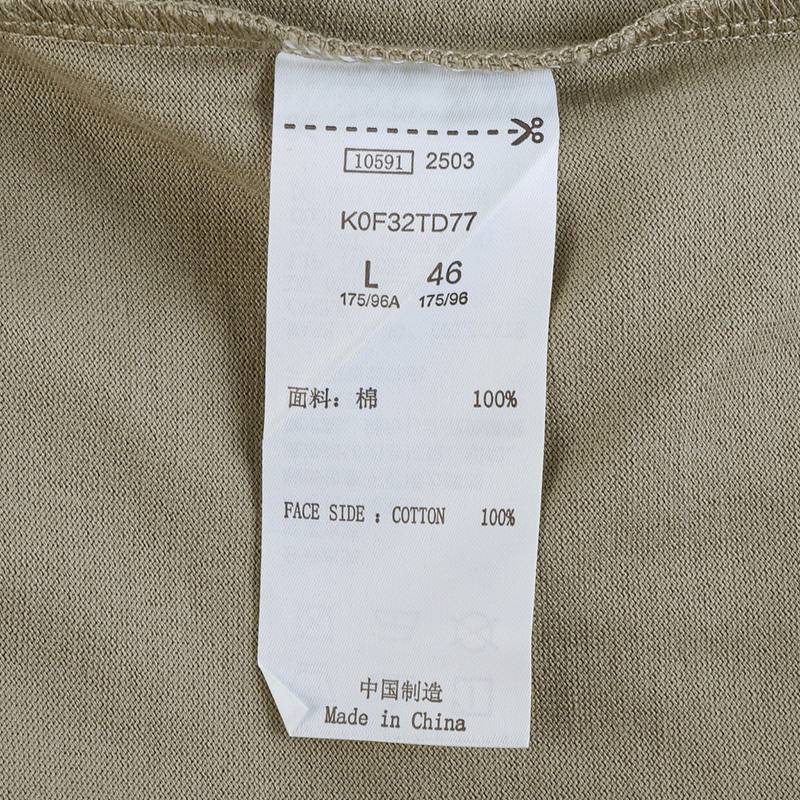 10591 2503
K0F32TD77
L 46
175/96A 175/96
面料：棉 100%
FACE SIDE : COTTON 100%
中国制造
Made in China